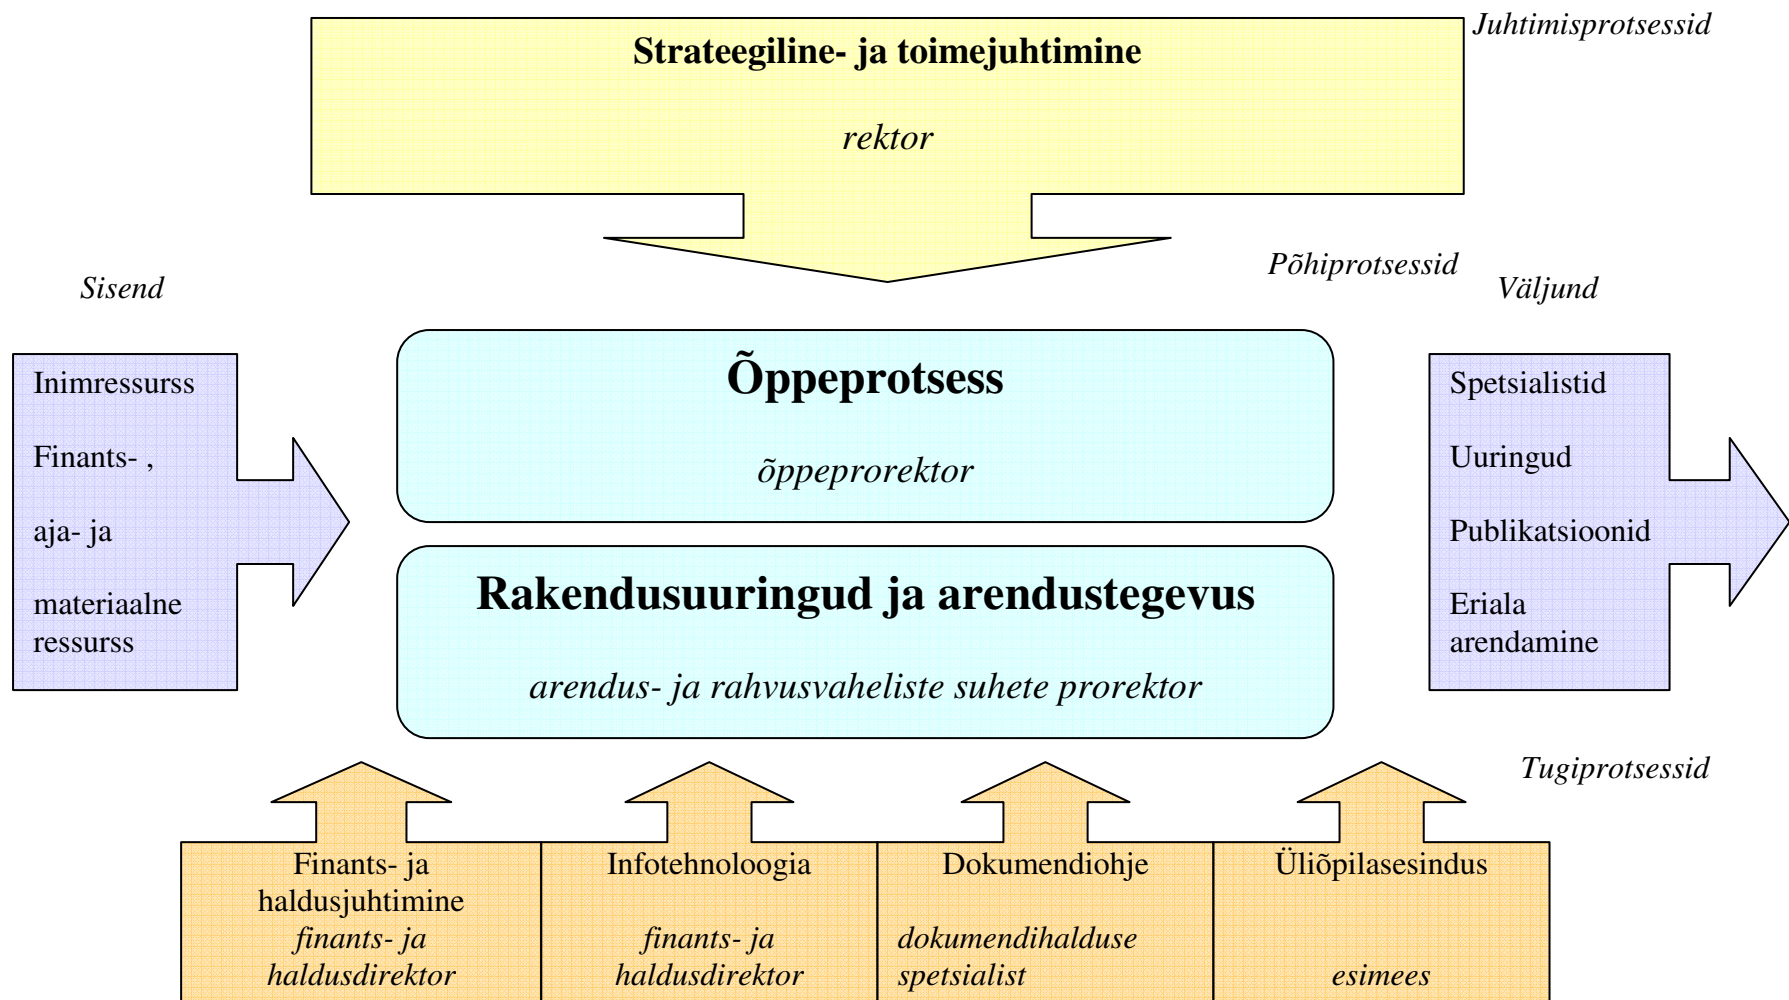 Juhtimisprotsessid
Strateegiline- ja toimejuhtimine
rektor
Põhiprotsessid
Sisend
Väljund
Inimressurss
Finants- ,
aja- ja
materiaalne
ressurss
Õppeprotsess
õppeprorektor
Rakendusuuringud ja arendustegevus
arendus- ja rahvusvaheliste suhete prorektor
Spetsialistid
Uuringud
Publikatsioonid
Eriala
arendamine
Tugiprotsessid
Finants- ja
haldusjuhtimine
finants- ja
haldusdirektor
Infotehnoloogia
finants- ja
haldusdirektor
Dokumendiohje
dokumendihalduse
spetsialist
Üliõpilasesindus
esimees